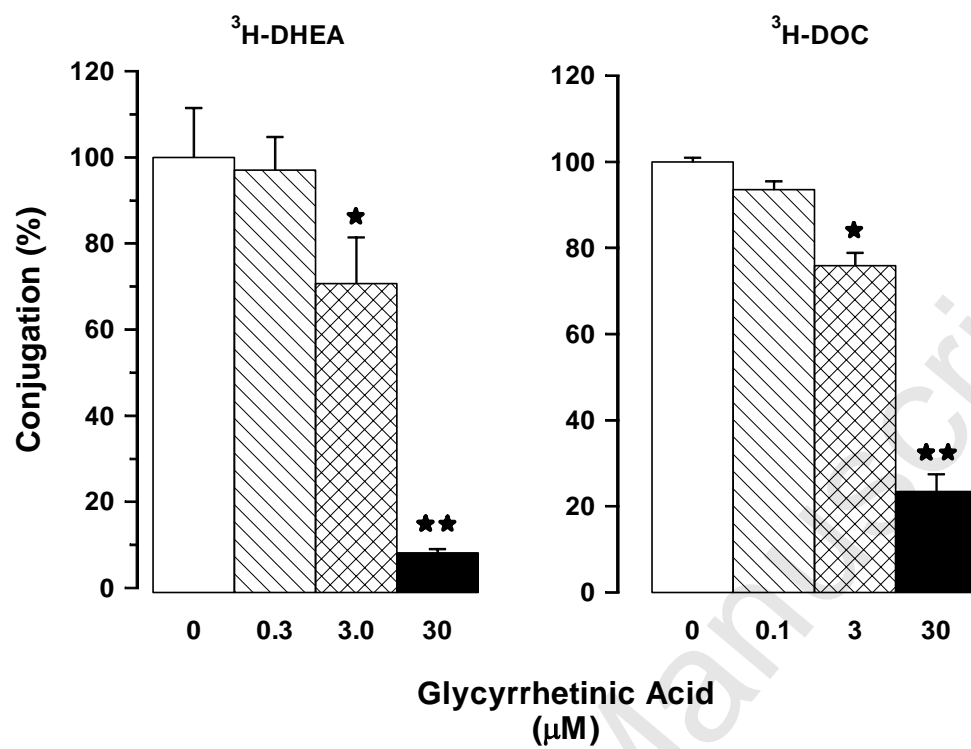 ³H-DHEA
³H-DOC
Conjugation (%)
120
100
80
60
40
20
0
120
100
80
60
40
20
0
★
★★
★
★★
0 0.3 3.0 30
0 0.1 3 30
Glycyrrhetinic Acid
(μM)
Manuscri